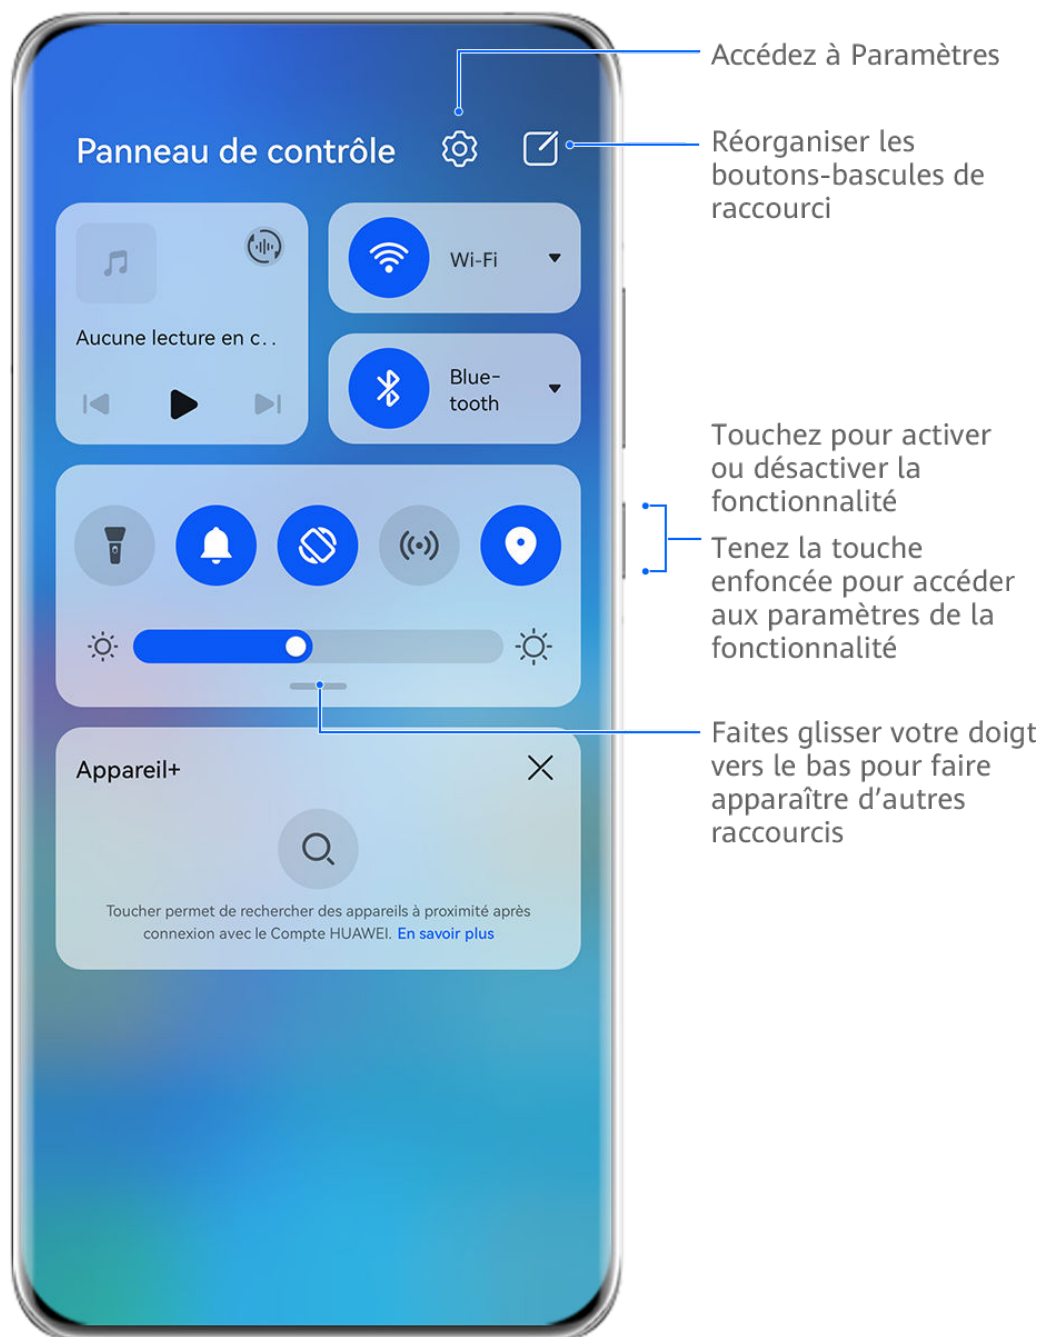 Accédez à Paramètres
Panneau de contrôle
Réorganiser les
boutons-bascules de
raccourci
Wi-Fi
Aucune lecture en c..
Blue-
tooth
Touchez pour activer
ou désactiver la
fonctionnalité
Tenez la touche
enfoncée pour accéder
aux paramètres de la
fonctionnalité
Faites glisser votre doigt
vers le bas pour faire
apparaître d’autres
raccourcis
Appareil+
Toucher permet de rechercher des appareils à proximité après
connexion avec le Compte HUAWEI. En savoir plus